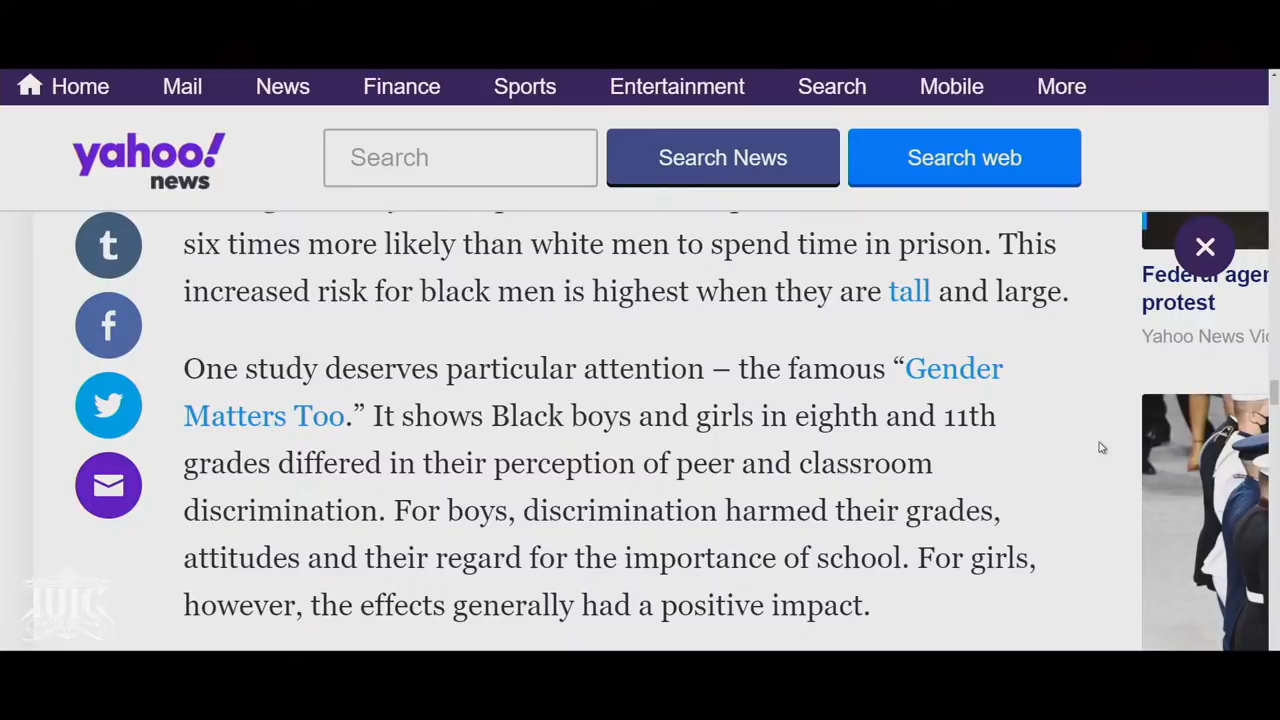 Home Mail News Finance Sports Entertainment Search Mobile More
yahoo!
news
Search
Search News
Search web
six times more likely than white men to spend time in prison. This
increased risk for black men is highest when they are tall and large.
One study deserves particular attention – the famous “Gender
Matters Too.” It shows Black boys and girls in eighth and 11th
grades differed in their perception of peer and classroom
discrimination. For boys, discrimination harmed their grades,
attitudes and their regard for the importance of school. For girls,
however, the effects generally had a positive impact.
t
f
Federal agen
protest
Yahoo News Vi
IUIC